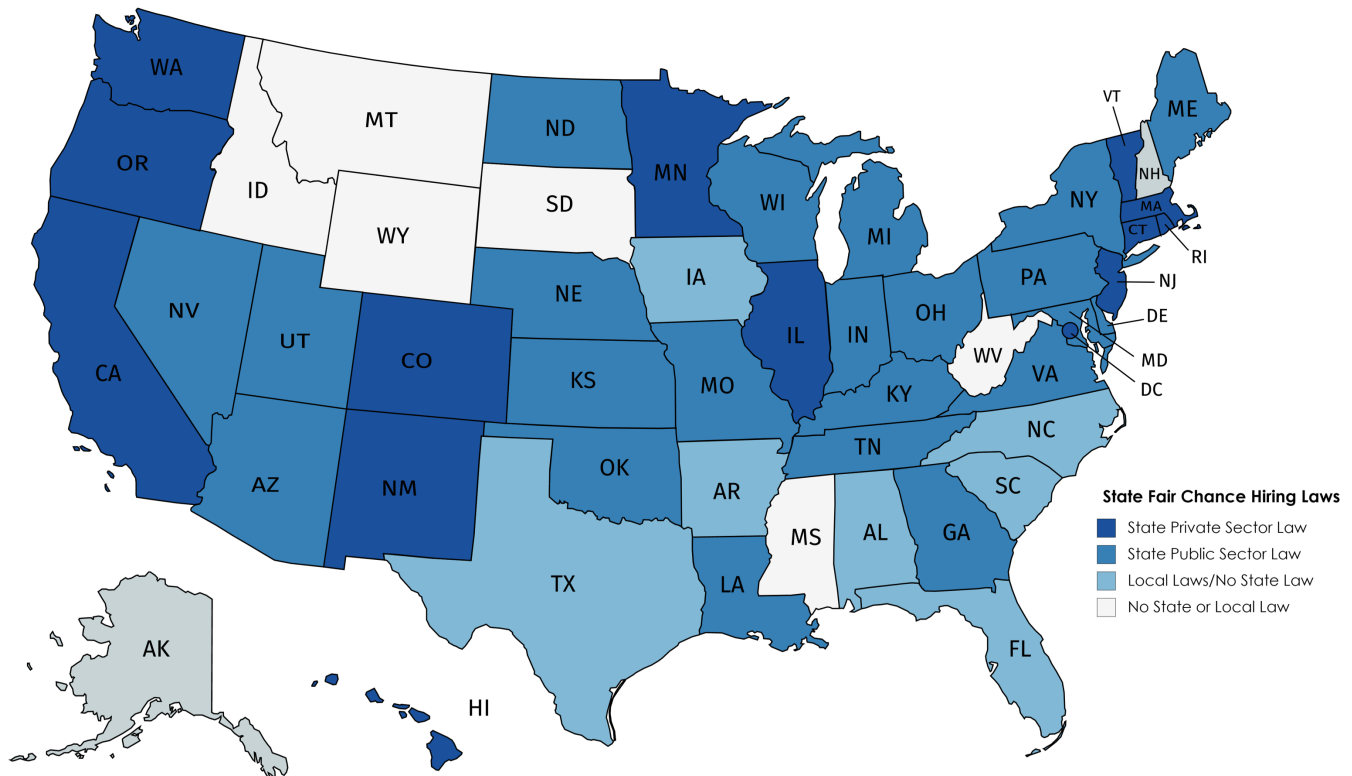 WA
MT
ND
MN
VT
ME
OR
ID
SD
WI
NH
NY
MA
WY
MI
CT
RI
IA
PA
NJ
NE
NV
OH
DE
UT
IL
IN
CO
WV
MD
CA
KS
MO
VA
DC
KY
NC
TN
AZ
NM
OK
AR
SC
State Fair Chance Hiring Laws
State Private Sector Law
State Public Sector Law
Local Laws/No State Law
No State or Local Law
MS
AL
GA
TX
LA
AK
FL
HI